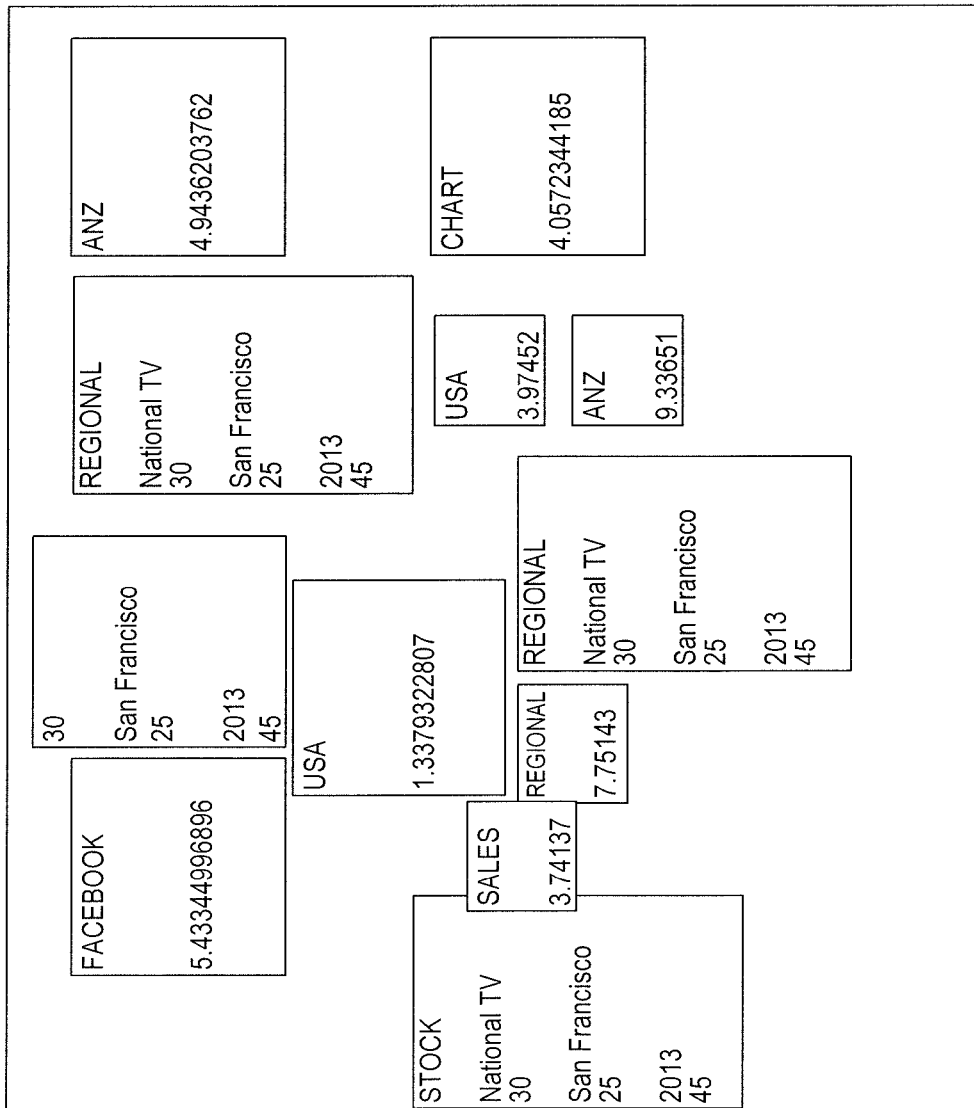 FACEBOOK
5.43344996896
30
San Francisco
25
2013
45
REGIONAL
National TV
30
San Francisco
25
2013
45
ANZ
4.9436203762
USA
1.3379322807
STOCK
National TV
30
San Francisco
25
2013
45
SALES
3.74137
REGIONAL
7.75143
REGIONAL
National TV
30
San Francisco
25
2013
45
USA
3.97452
ANZ
9.33651
CHART
4.0572344185